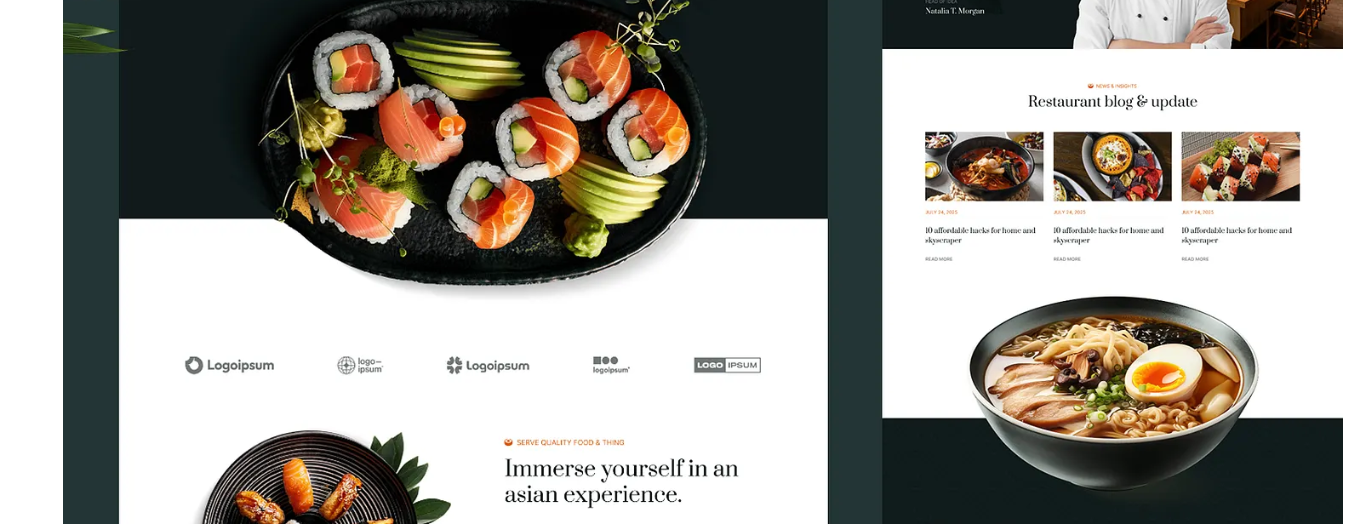 Logoipsum
logo—
ipsum
Logoipsum
logoipsum
LOGO IPSUM
SERVE QUALITY FOOD & THING
Immerse yourself in an
asian experience.
HEAD OF IDEA
Natalia T. Morgan
NEWS & INSIGHTS
Restaurant blog & update
JULY 24, 2025
10 affordable hacks for home and
skyscraper
READ MORE
JULY 24, 2025
10 affordable hacks for home and
skyscraper
READ MORE
JULY 24, 2025
10 affordable hacks for home and
skyscraper
READ MORE